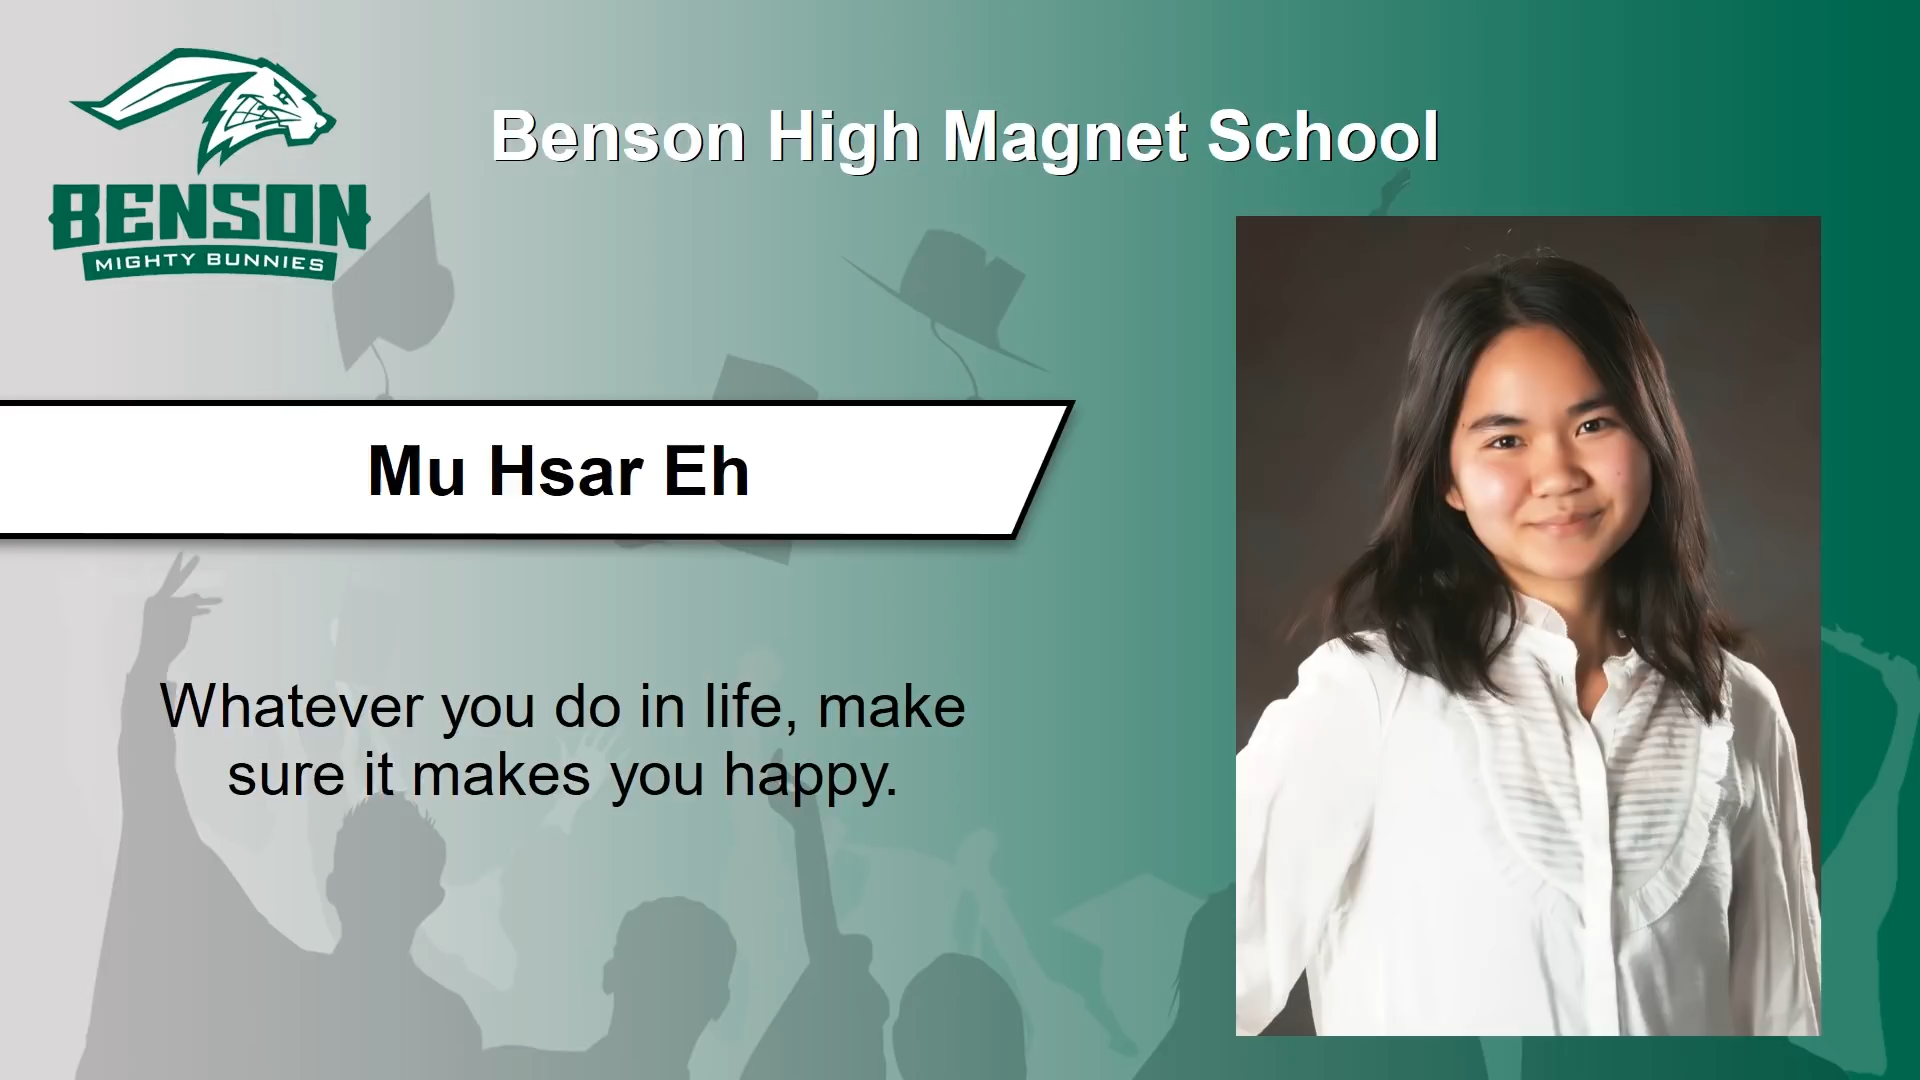 BENSON
MIGHTY BUNNIES
Benson High Magnet School
Mu Hsar Eh
Whatever you do in life, make
sure it makes you happy.